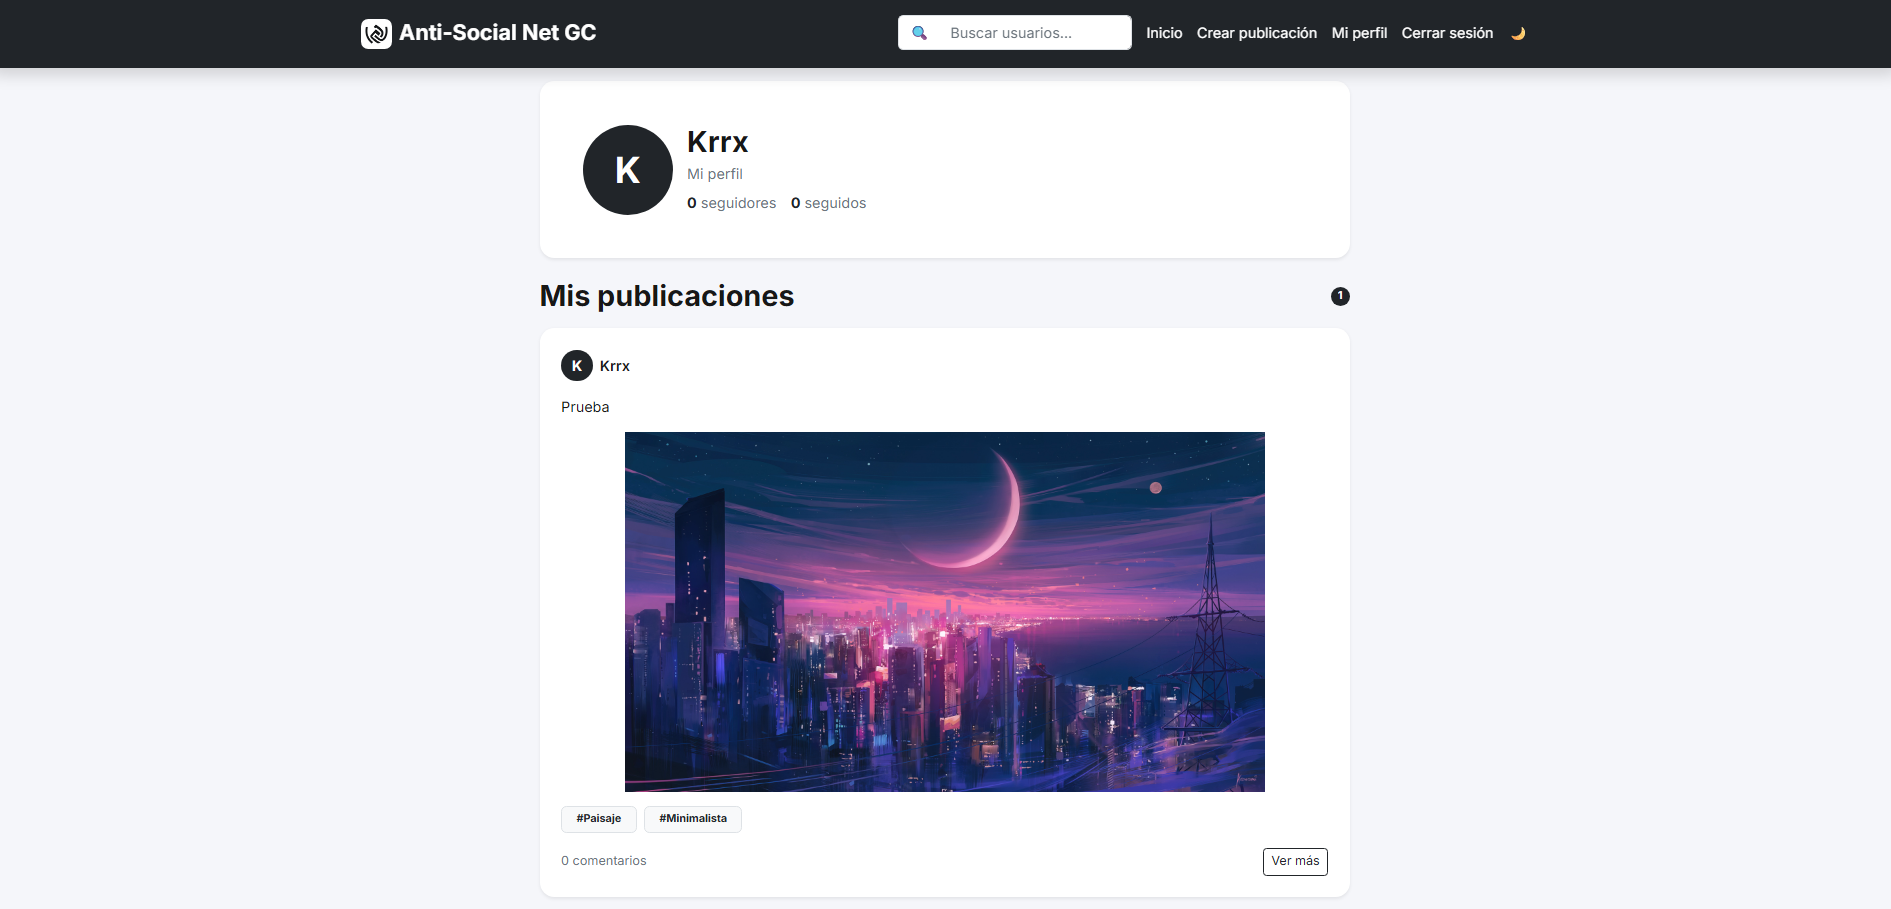 Anti-Social Net GC
Buscar usuarios...
Inicio Crear publicación Mi perfil Cerrar sesión
K
Krrx
Mi perfil
0 seguidores 0 seguidos
Mis publicaciones
1
K Krrx
Prueba
#Paisaje #Minimalista
0 comentarios
Ver más